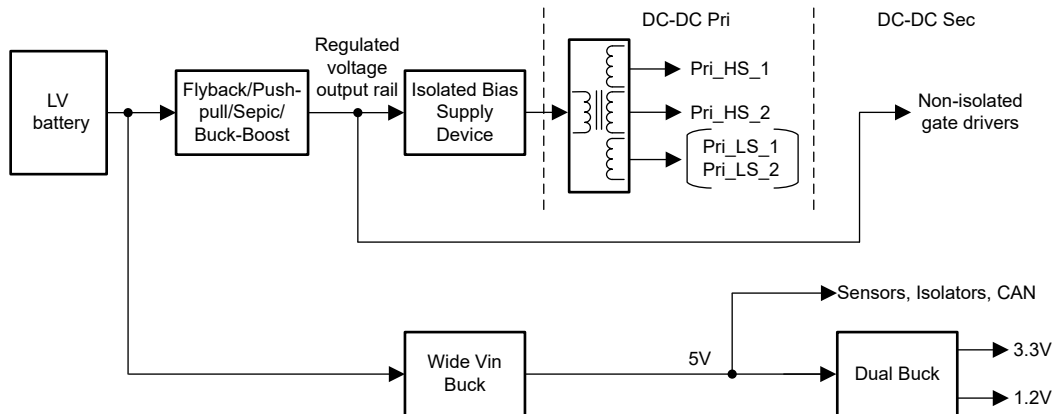 DC-DC Pri
DC-DC Sec
LV
battery
Flyback/Push-
pull/Sepic/
Buck-Boost
Regulated
voltage
output rail
Isolated Bias
Supply
Device
Pri_HS_1
Pri_HS_2
Pri_LS_1
Pri_LS_2
Non-isolated
gate drivers
Sensors, Isolators, CAN
Wide Vin
Buck
5V
Dual Buck
3.3V
1.2V